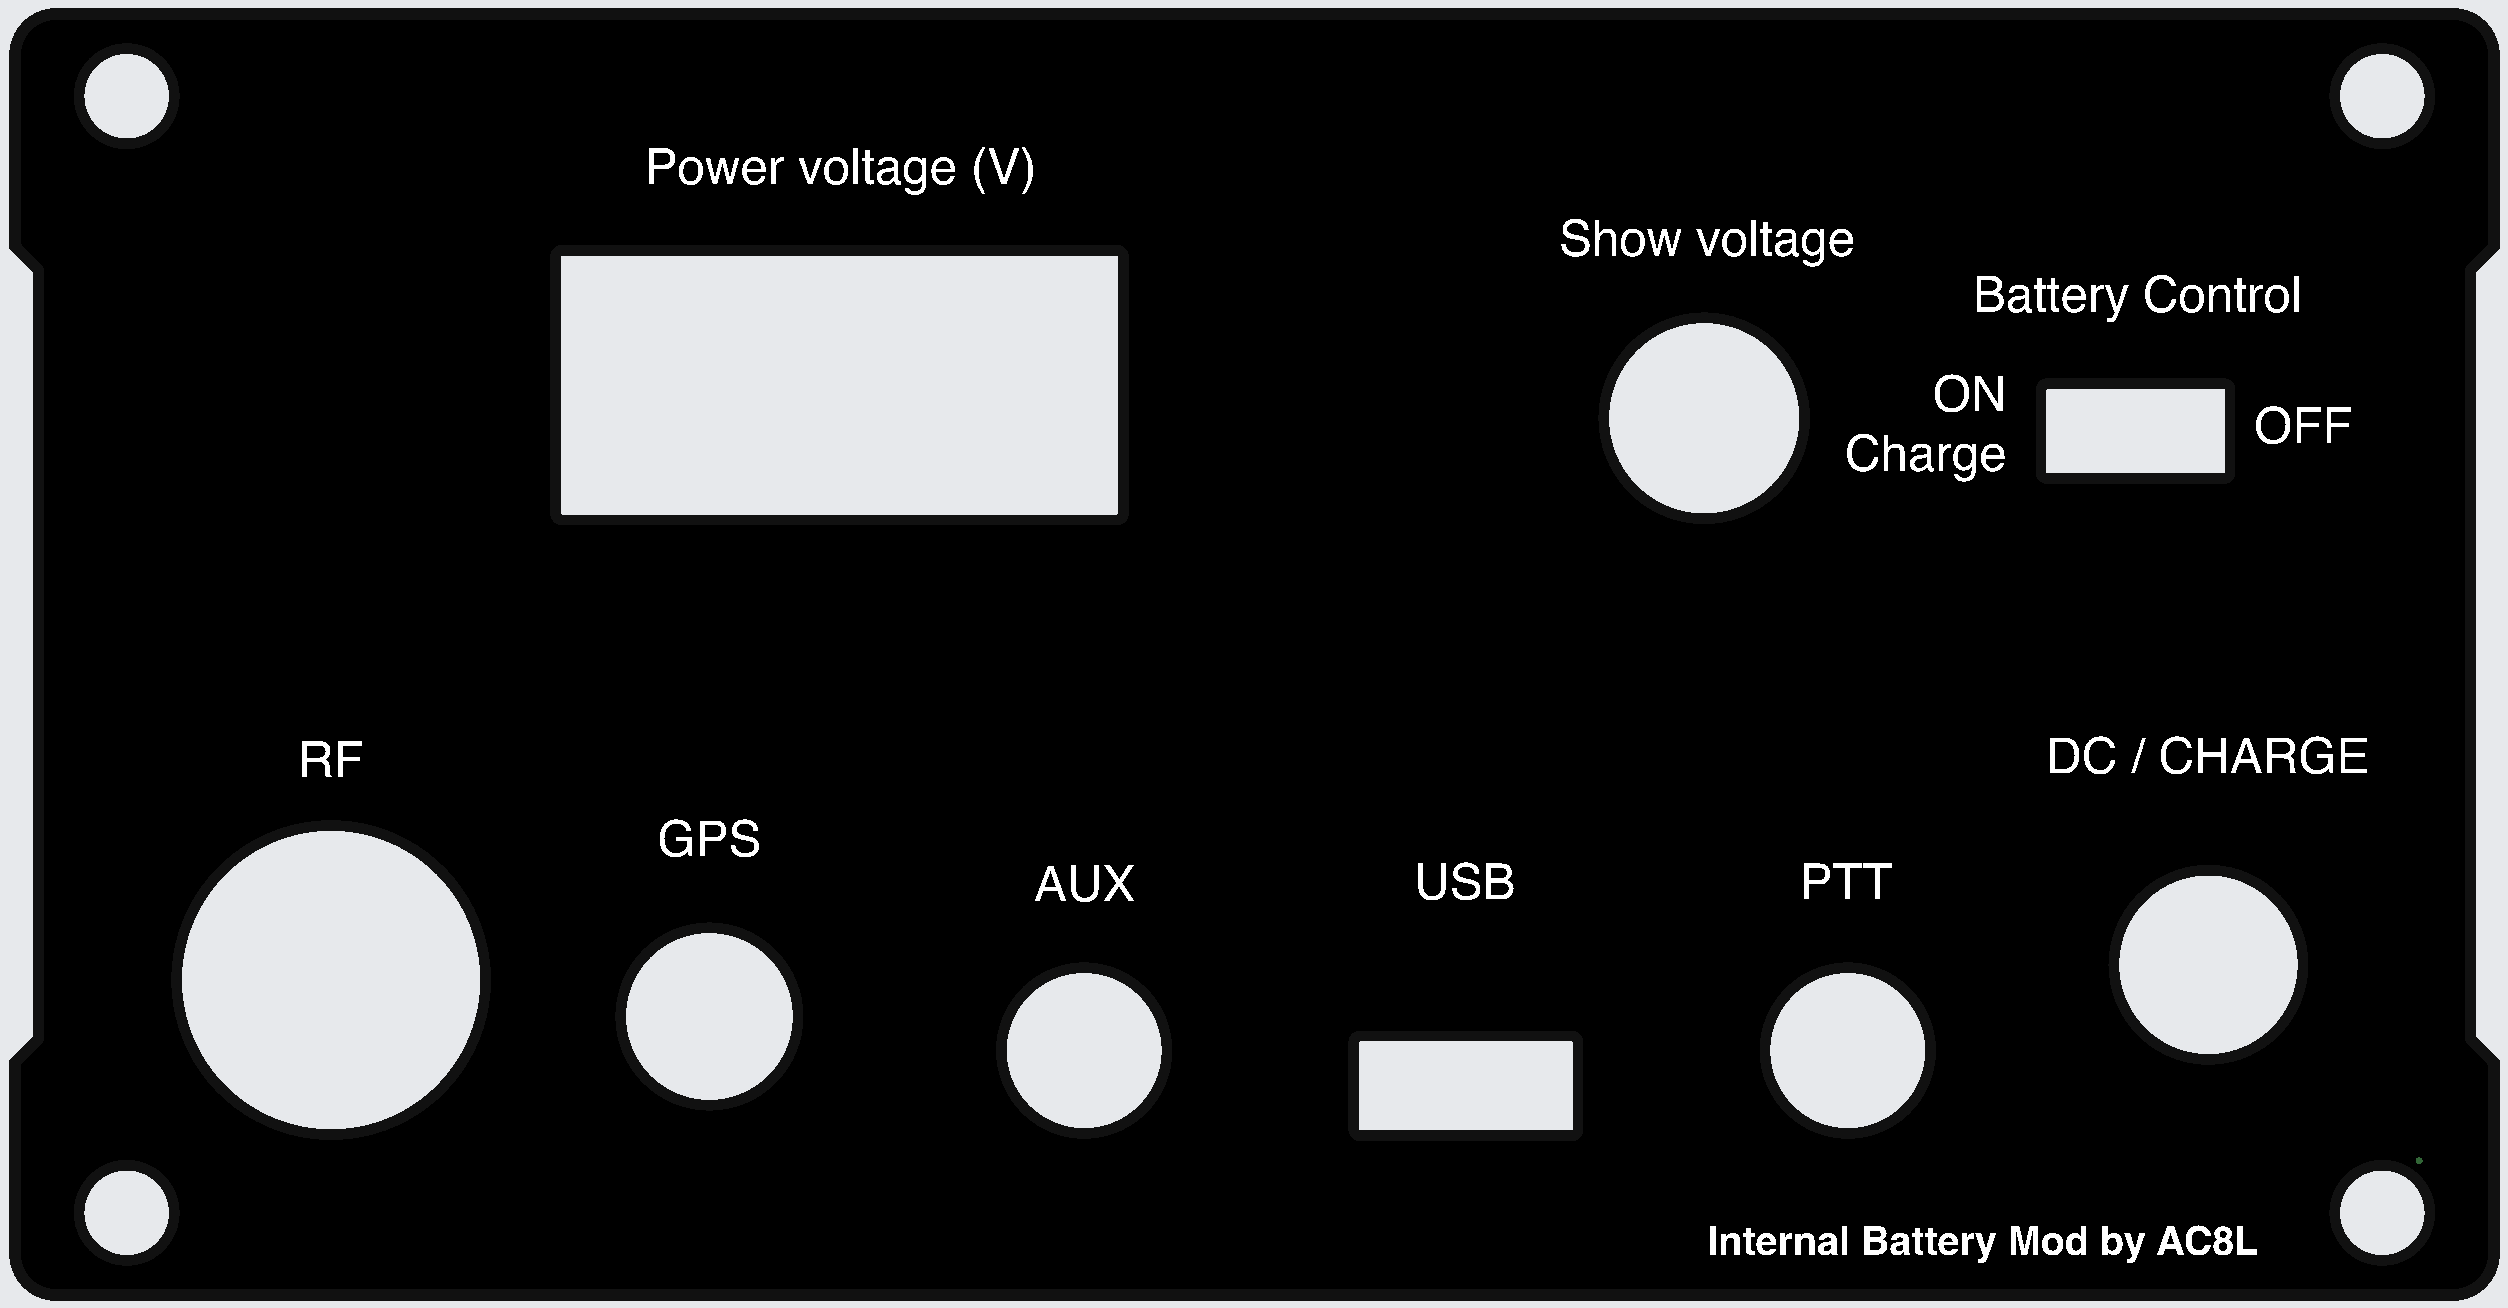 Power voltage (V)
Show voltage
Battery Control
ON
Charge
OFF
RF
GPS
AUX
USB
PTT
DC / CHARGE
Internal Battery Mod by AC8L